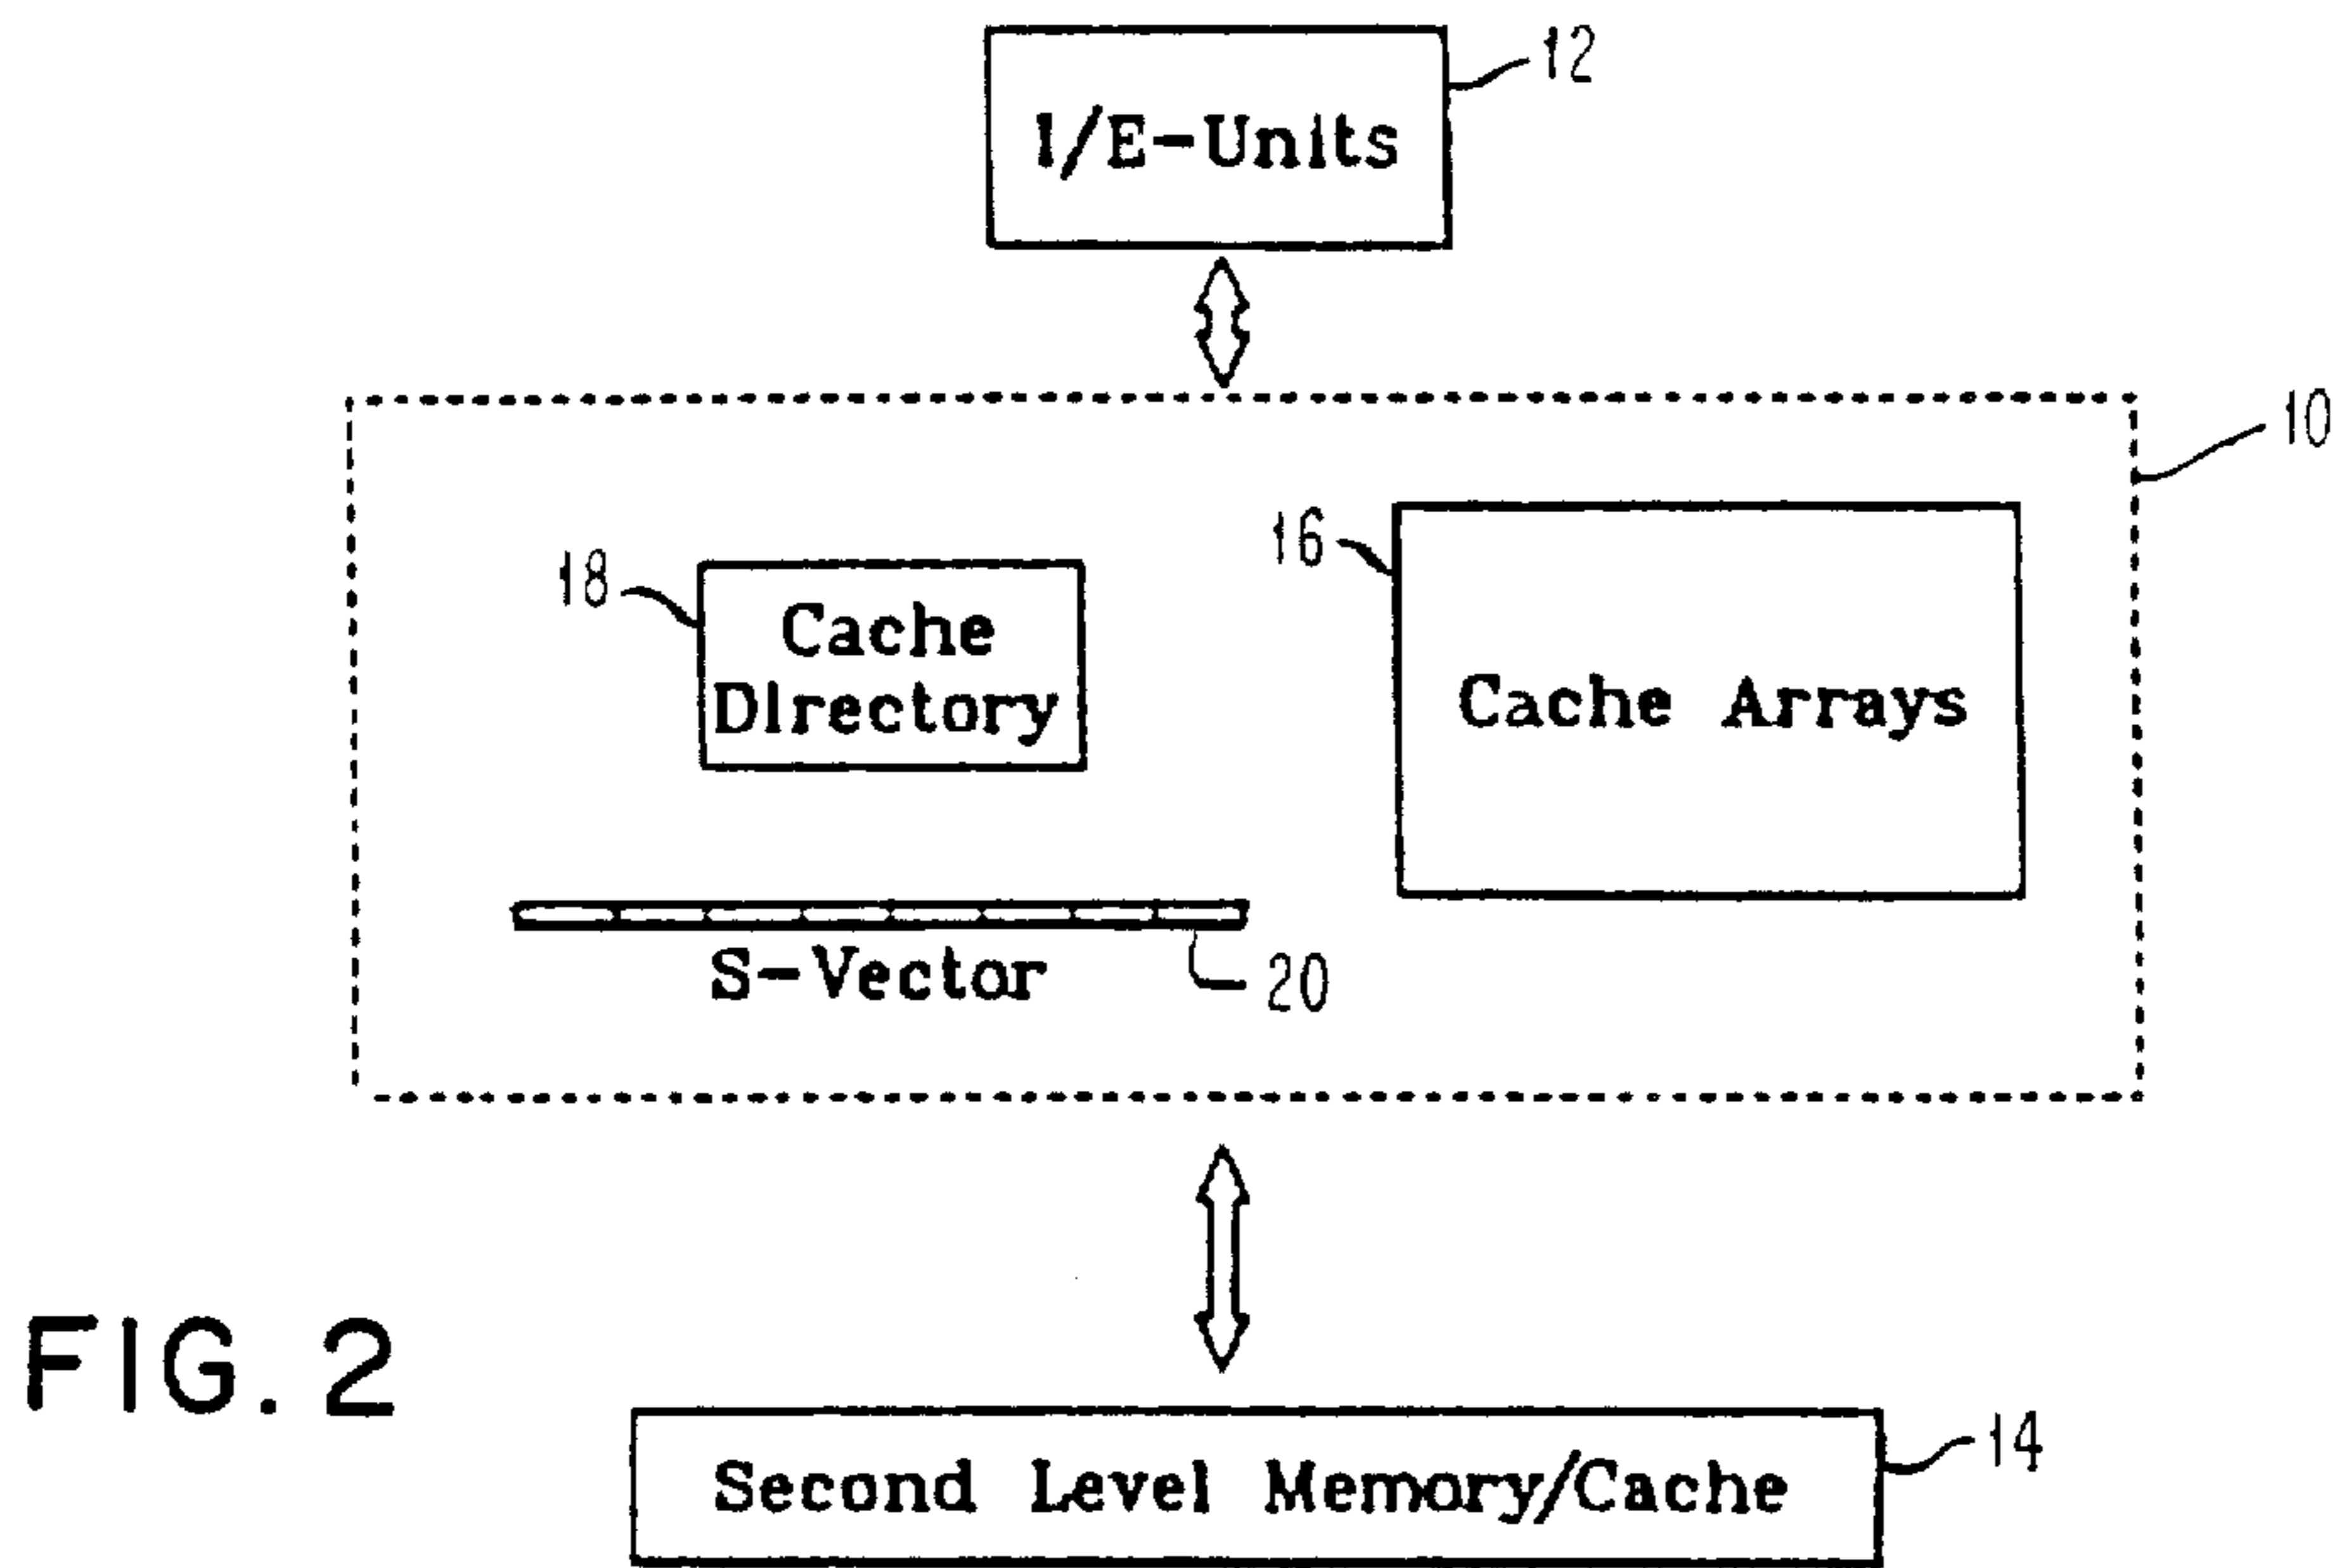 12
I/E-Units
10
16
18
Cache
Directory
Cache Arrays
S-Vector
20
FIG. 2
14
Second Level Memory/Cache